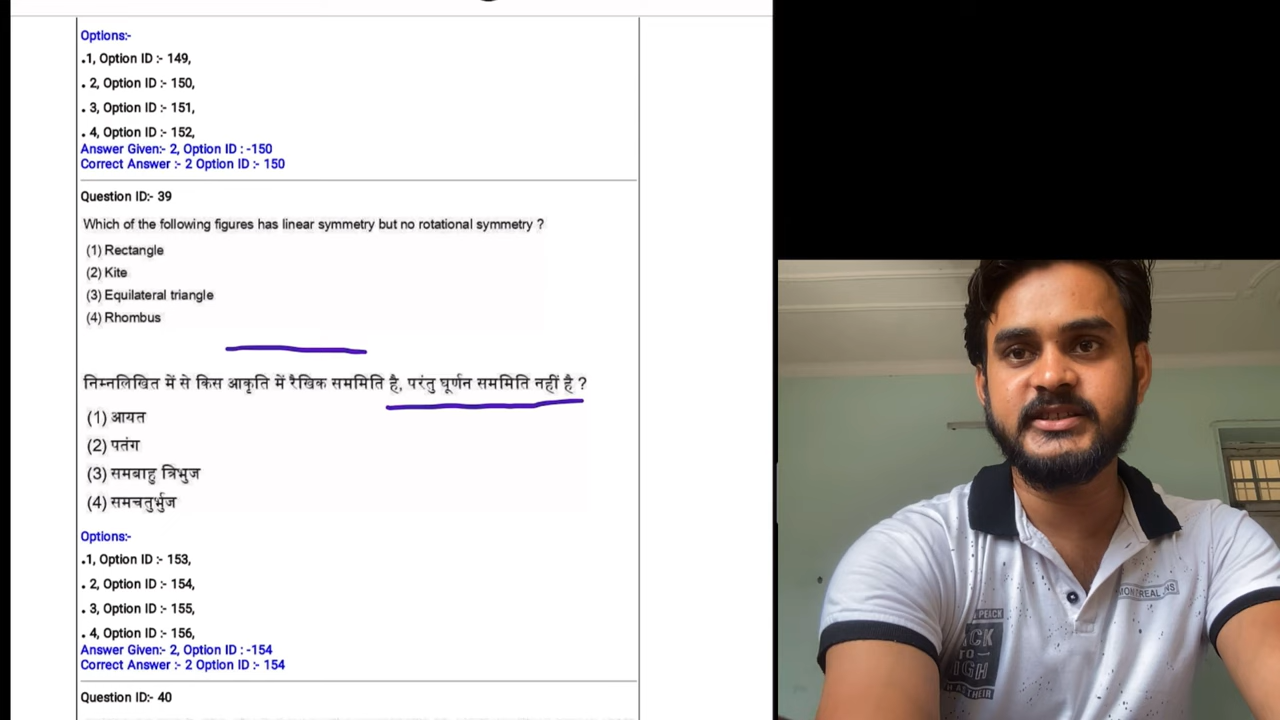 Options:-
.1, Option ID :- 149,
. 2, Option ID :- 150,
. 3, Option ID :- 151,
. 4, Option ID :- 152,
Answer Given:- 2, Option ID : -150
Correct Answer :- 2 Option ID :- 150
Question ID:- 39
Which of the following figures has linear symmetry but no rotational symmetry ?
(1) Rectangle
(2) Kite
(3) Equilateral triangle
(4) Rhombus
निम्नलिखित में से किस आकृति में रैखिक सममिति है, परंतु घूर्णन सममिति नहीं है ?
(1) आयत
(2) पतंग
(3) समबाहु त्रिभुज
(4) समचतुर्भुज
Options:-
.1, Option ID :- 153,
. 2, Option ID :- 154,
. 3, Option ID :- 155,
. 4, Option ID :- 156,
Answer Given:- 2, Option ID : -154
Correct Answer :- 2 Option ID :- 154
Question ID:- 40